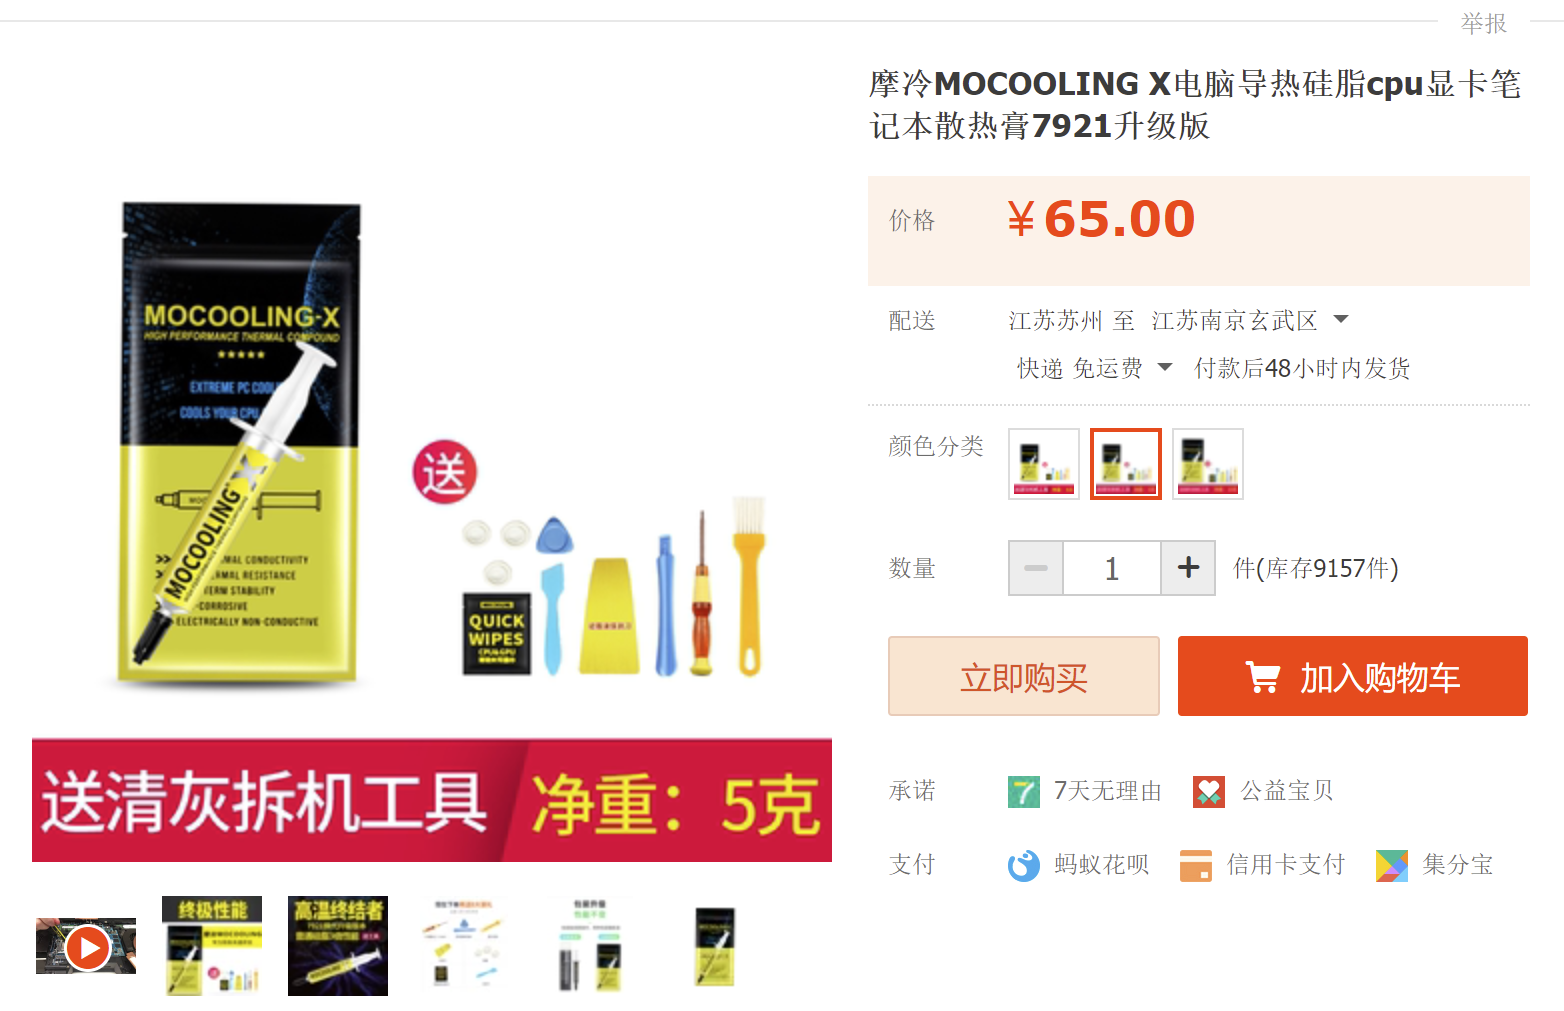 举报
摩冷MOCOOLING X电脑导热硅脂cpu显卡笔
记本散热膏7921升级版
价格
¥65.00
配送
江苏苏州 至 江苏南京玄武区
快递 免运费
付款后48小时内发货
颜色分类
数量
1
件(库存9157件)
立即购买
加入购物车
承诺
7
7天无理由
公益宝贝
支付
蚂蚁花呗
信用卡支付
集分宝
MOCOOLING-X
HIGH PERFORMANCE THERMAL COMPOUND
EXTREME PC
COOLS YOUR CPU
MOCOOLING X
CONDUCTIVITY
RESISTANCE
STABILITY
-CORROSIVE
ELECTRICALLY NON-CONDUCTIVE
送
QUICK
WIPES
CPU&GPU
送清灰拆机工具 净重：5克
终极性能
高温终结者